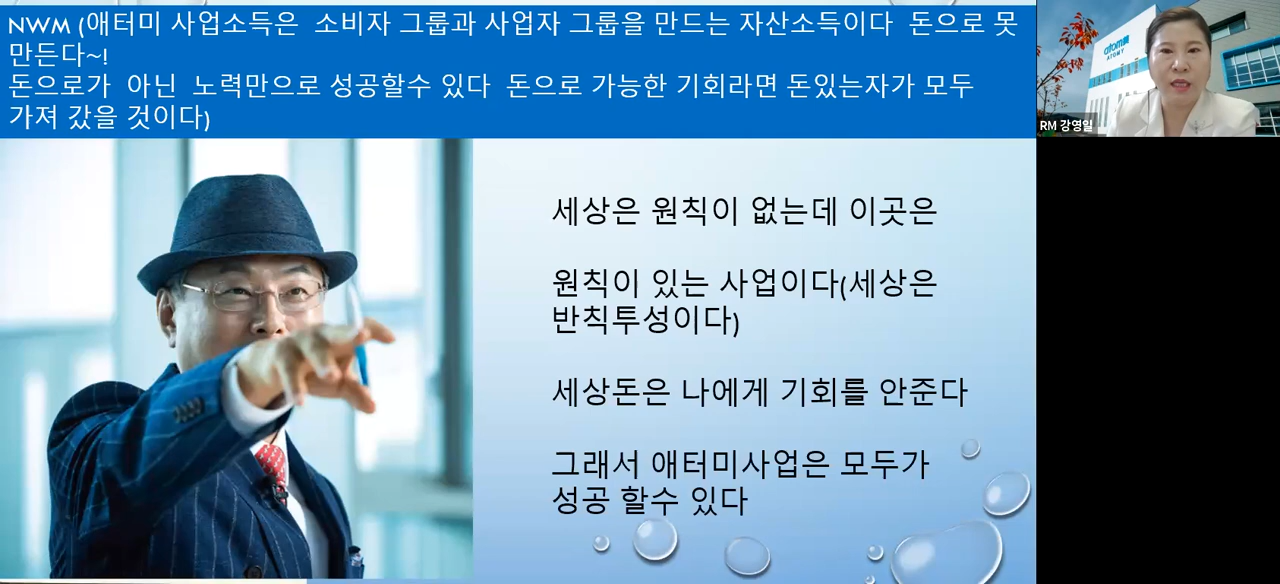 NWM (애터미 사업소득은  소비자 그룹과 사업자 그룹을 만드는 자산소득이다  돈으로 못
만든다~!
돈으로가  아닌  노력만으로 성공할수 있다  돈으로 가능한 기회라면 돈있는자가 모두
가져 갔을 것이다)
세상은 원칙이 없는데 이곳은
원칙이 있는 사업이다(세상은
반칙투성이다)
세상돈은 나에게 기회를 안준다
그래서 애터미사업은 모두가
성공 할수 있다
atom美
ATOMY
RM 강영일